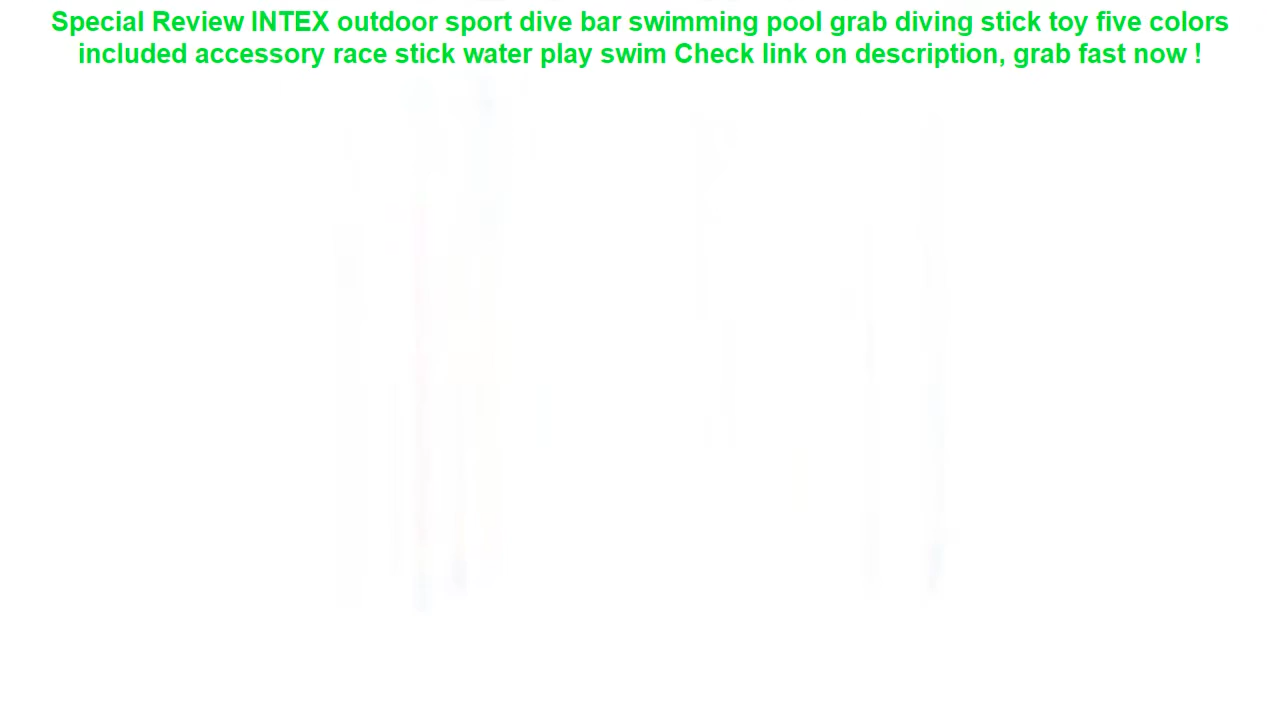 Special Review INTEX outdoor sport dive bar swimming pool grab diving stick toy five colors
included accessory race stick water play swim Check link on description, grab fast now !